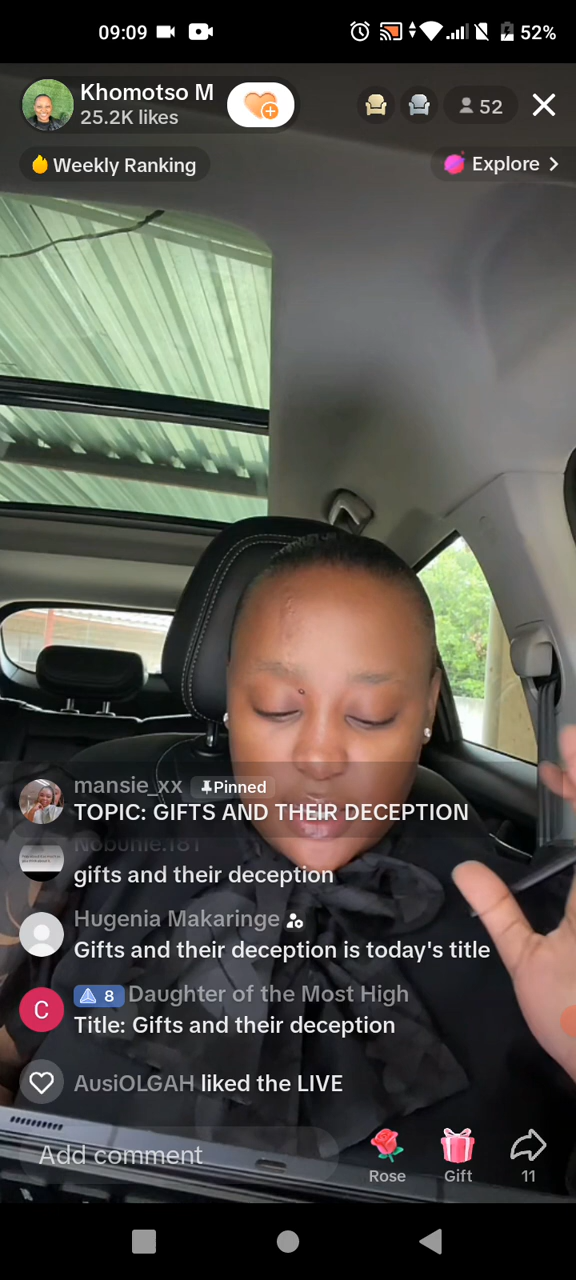 09:09
52%
Khomotso M
25.2K likes
52
Weekly Ranking
Explore
mansie_xx Pinned
TOPIC: GIFTS AND THEIR DECEPTION
Nobuhle.181
gifts and their deception
Hugenia Makaringe
Gifts and their deception is today's title
C
8 Daughter of the Most High
Title: Gifts and their deception
AusiOLGAH liked the LIVE
Add comment
Rose
Gift
11